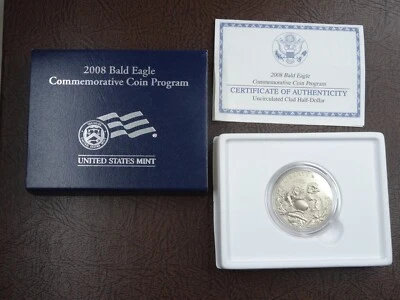 2008 Bald Eagle
Commemorative Coin Program
UNITED STATES MINT
2008 Bald Eagle
Commemorative Coin Program
CERTIFICATE OF AUTHENTICITY
Uncirculated Clad Half-Dollar